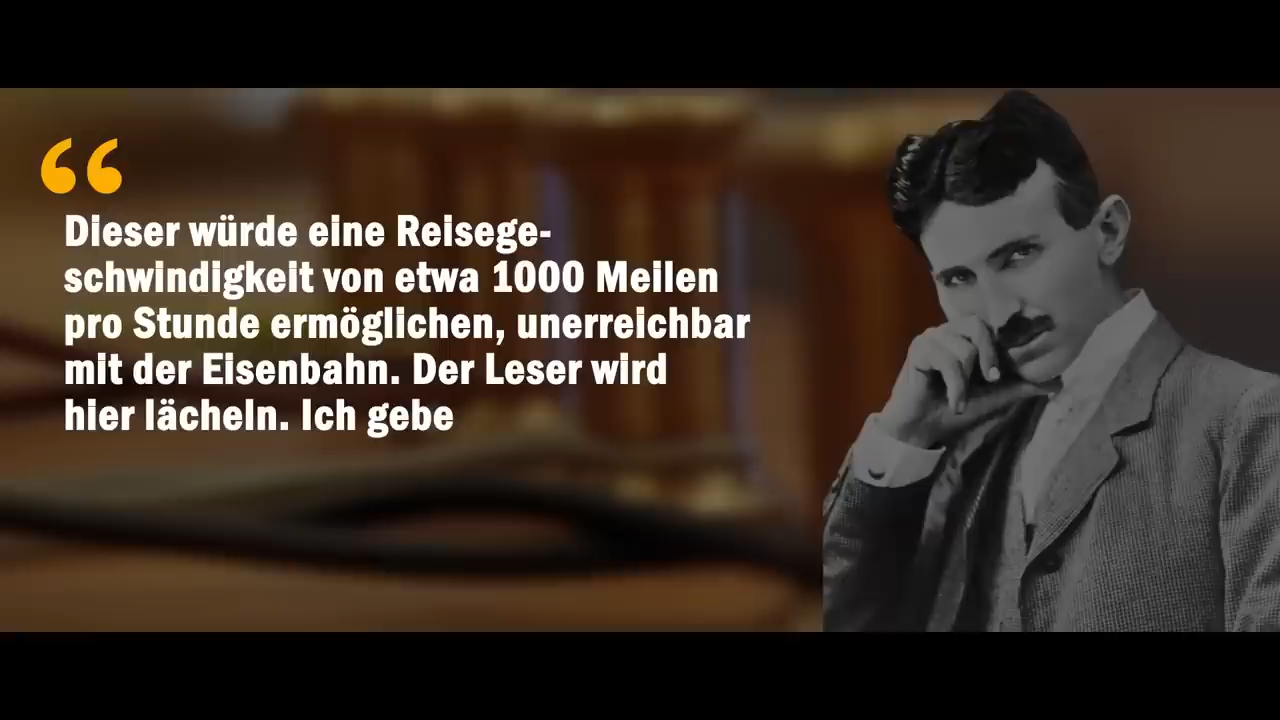 “
Dieser würde eine Reisege-
schwindigkeit von etwa 1000 Meilen
pro Stunde ermöglichen, unerreichbar
mit der Eisenbahn. Der Leser wird
hier lächeln. Ich gebe